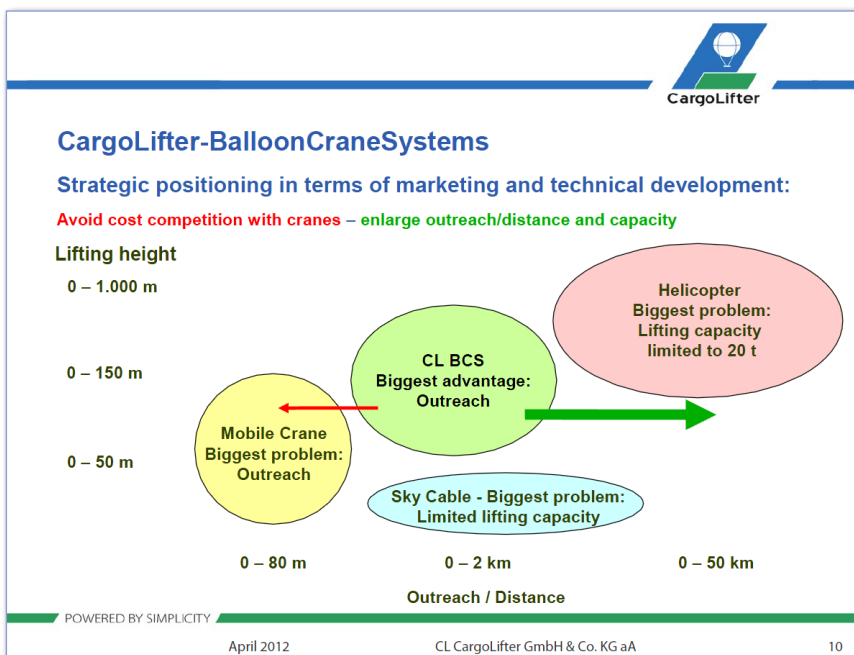 CargoLifter
CargoLifter-BalloonCraneSystems
Strategic positioning in terms of marketing and technical development:
Avoid cost competition with cranes – enlarge outreach/distance and capacity
Lifting height
0 – 1.000 m
Helicopter
Biggest problem:
Lifting capacity
limited to 20 t
0 – 150 m
CL BCS
Biggest advantage:
Outreach
Mobile Crane
Biggest problem:
Outreach
0 – 50 m
Sky Cable - Biggest problem:
Limited lifting capacity
0 – 80 m
0 – 2 km
0 – 50 km
Outreach / Distance
POWERED BY SIMPLICITY
April 2012
CL CargoLifter GmbH & Co. KG aA
10